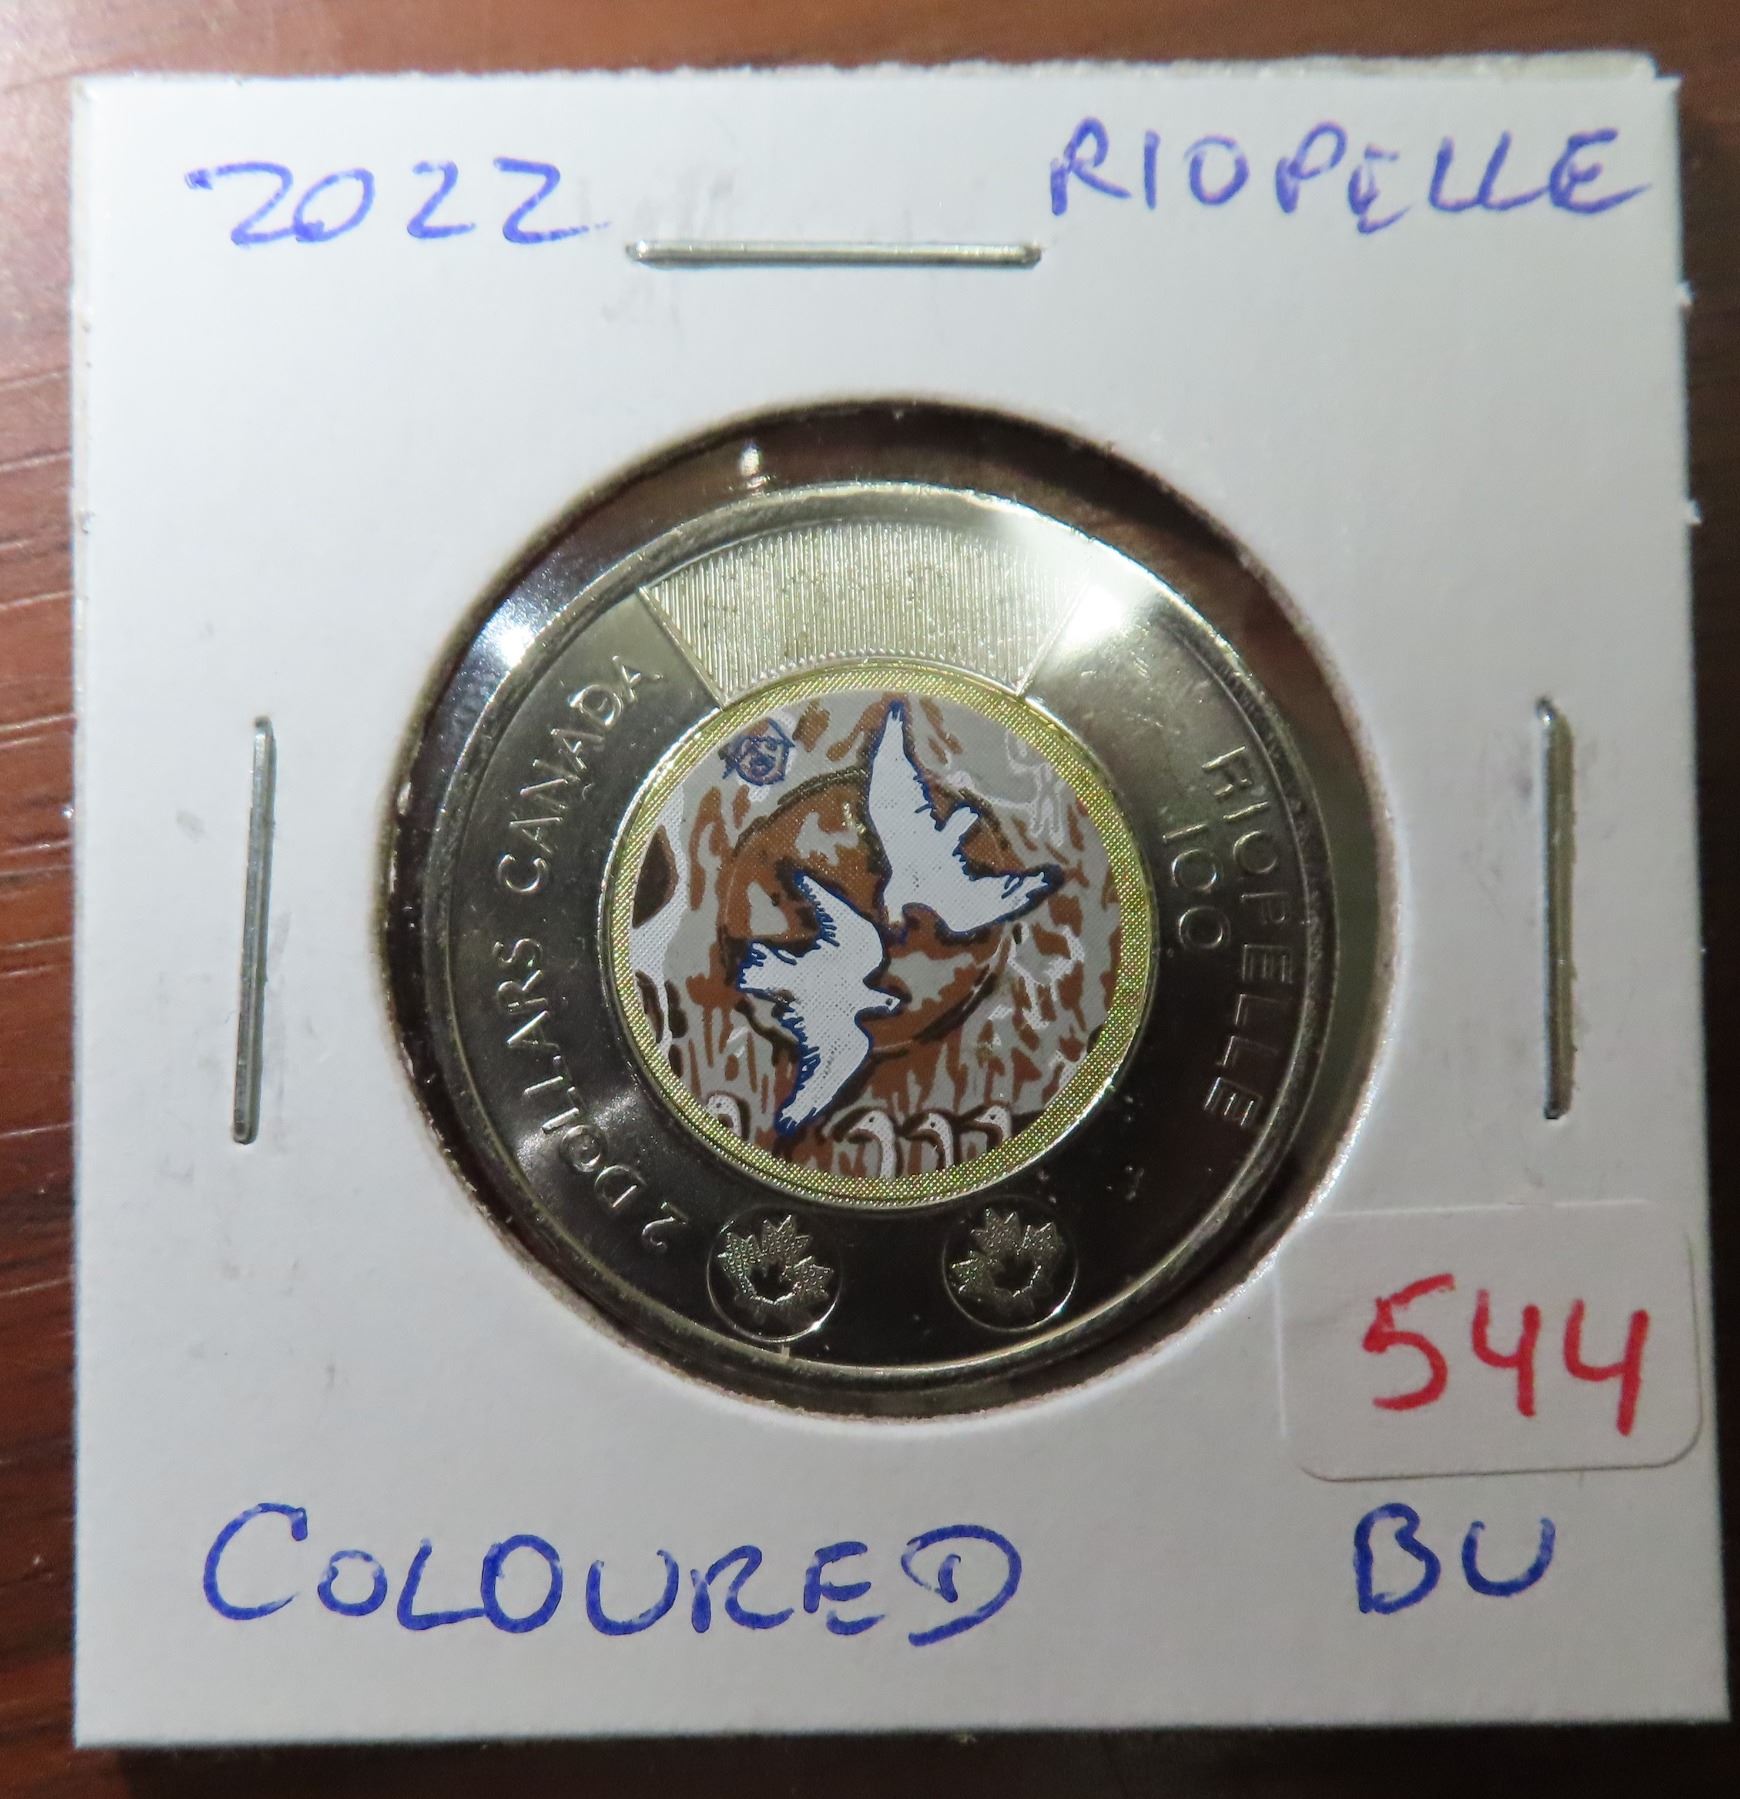 2022 RIOPELLE
2 DOLLARS CANADA
RIOPELLE
100
544
COLOURED BU